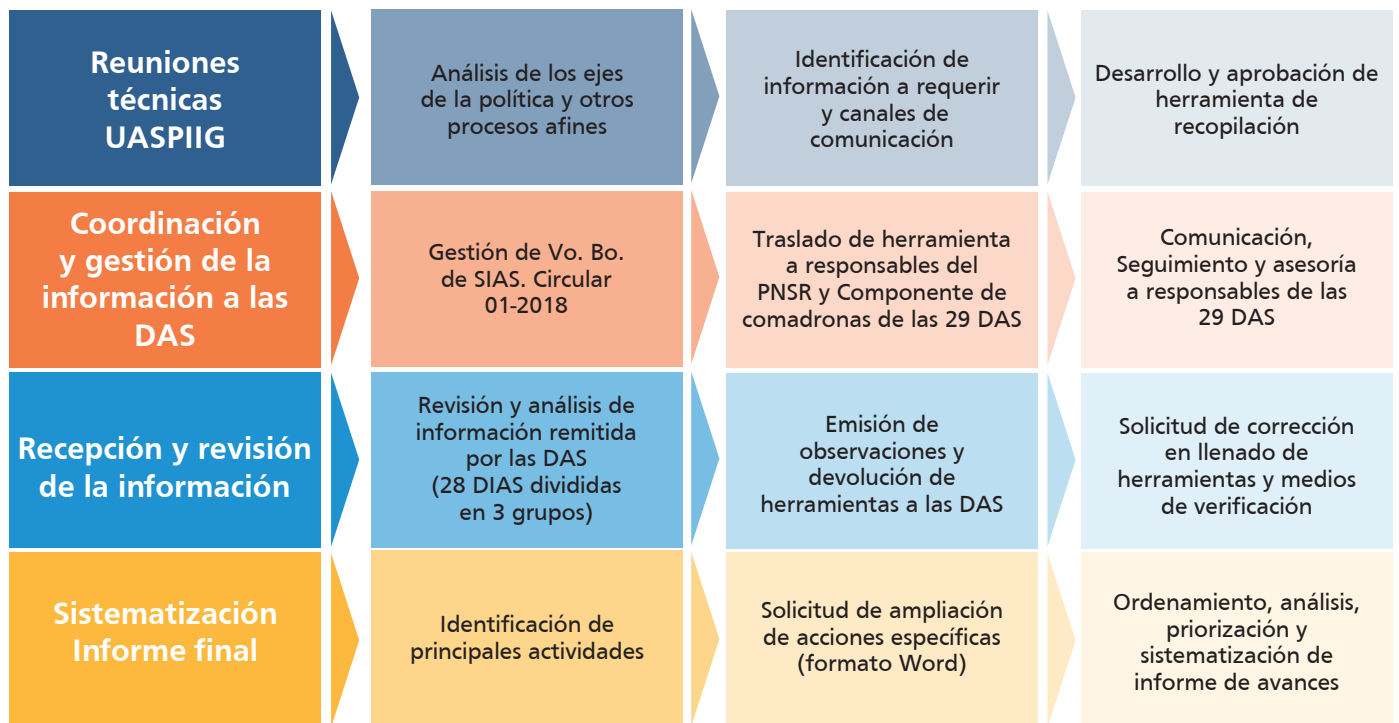 Reuniones
técnicas
UASPIIG
Análisis de los ejes
de la política y otros
procesos afines
Identificación de
información a requerir
y canales de
comunicación
Desarrollo y aprobación de
herramienta de
recopilación
Coordinación
y gestión de la
información a las
DAS
Gestión de Vo. Bo.
de SIAS. Circular
01-2018
Traslado de herramienta
a responsables del
PNSR y Componente de
comadronas de las 29 DAS
Comunicación,
Seguimiento y asesoría
a responsables de las
29 DAS
Recepción y revisión
de la información
Revisión y análisis de
información remitida
por las DAS
(28 DIAS divididas
en 3 grupos)
Emisión de
observaciones y
devolución de
herramientas a las DAS
Solicitud de corrección
en llenado de
herramientas y medios
de verificación
Sistematización
Informe final
Identificación de
principales actividades
Solicitud de ampliación
de acciones específicas
(formato Word)
Ordenamiento, análisis,
priorización y
sistematización de
informe de avances